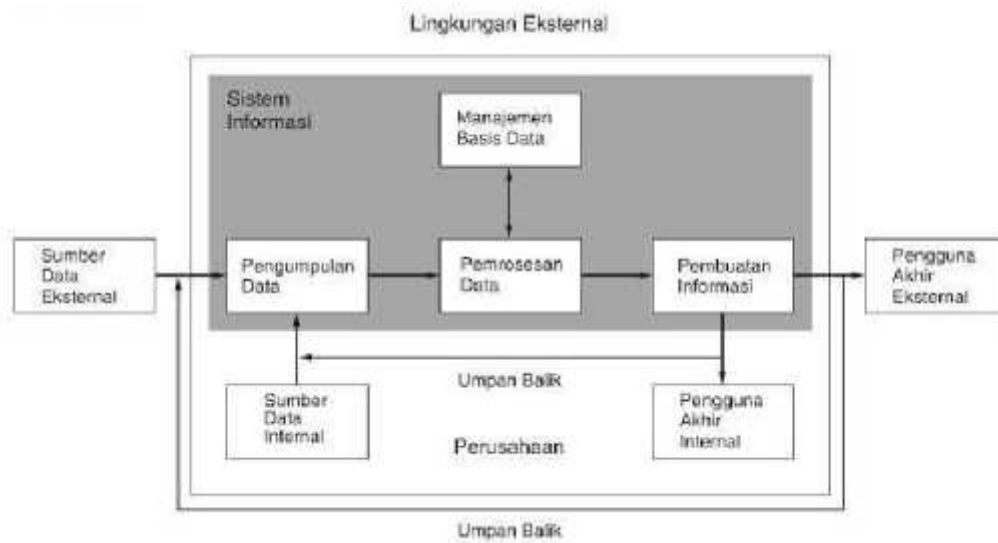 Lingkungan Eksternal
Sistem
Informasi
Manajemen
Basis Data
Sumber
Data
Eksternal
Pengumpulan
Data
Pemrosesan
Data
Pembuatan
Informasi
Pengguna
Akhir
Eksternal
Umpan Balik
Sumber
Data
Internal
Pengguna
Akhir
Internal
Perusahaan
Umpan Balik